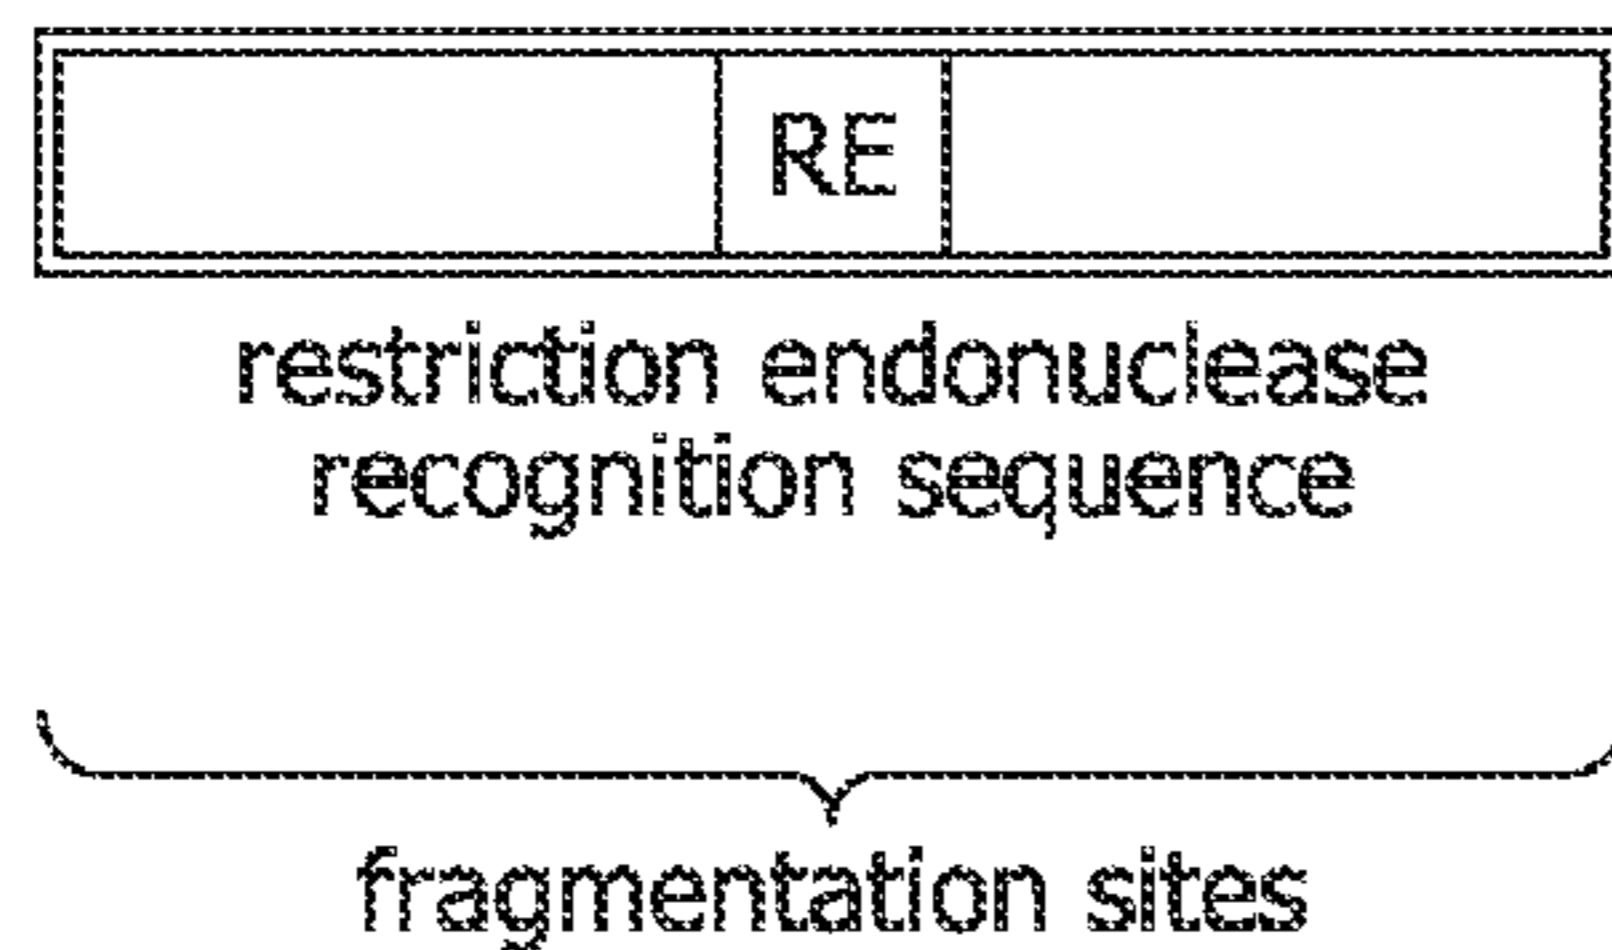 RE
restriction endonuclease
recognition sequence
fragmentation sites